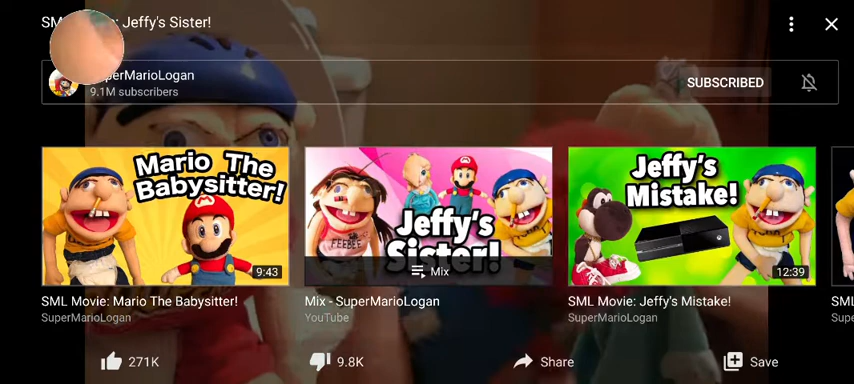 SM : Jeffy's Sister!
perMarioLogan
9.1M subscribers
SUBSCRIBED
Mario The
Babysitter!
9:43
FEEBEE
Jeffy's
Sister!
Mix
Jeffy's
Mistake!
12:39
SML Movie: Mario The Babysitter!
SuperMarioLogan
Mix - SuperMarioLogan
YouTube
SML Movie: Jeffy's Mistake!
SuperMarioLogan
SML
Supe
271K
9.8K
Share
Save